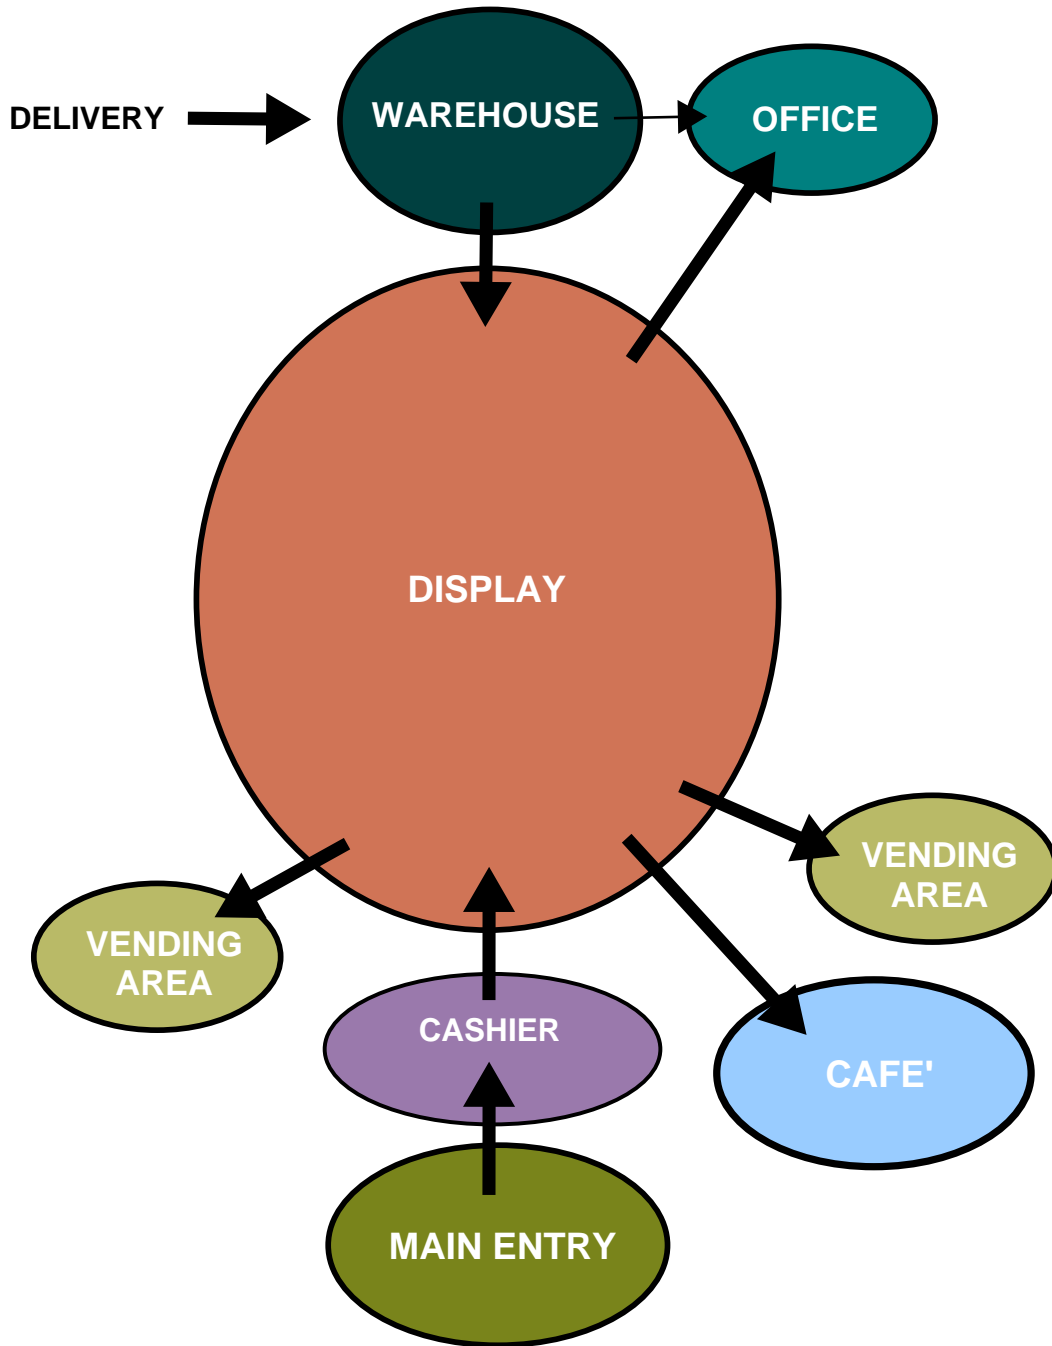 DELIVERY
WAREHOUSE
OFFICE
DISPLAY
VENDING
AREA
VENDING
AREA
CASHIER
CAFE'
MAIN ENTRY